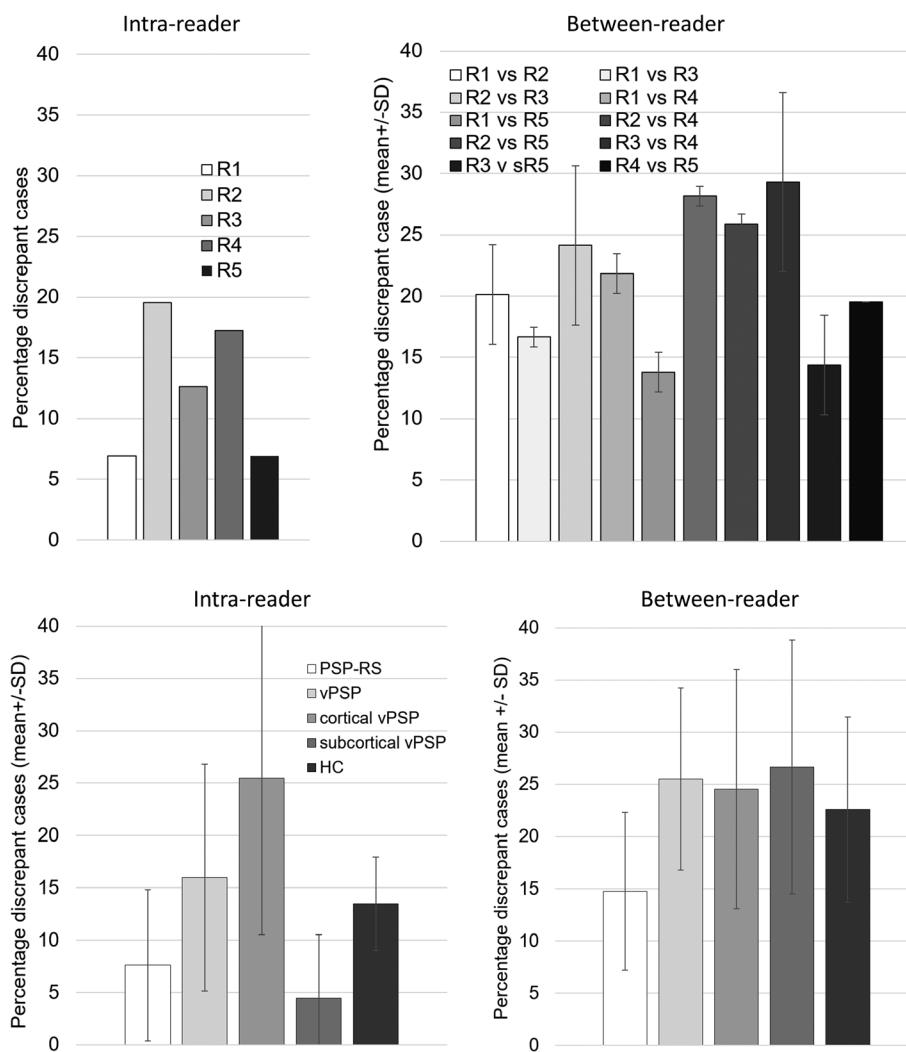 Intra-reader
Percentage discrepant cases
40
35
30
25
20
15
10
5
0
R1
R2
R3
R4
R5
Between-reader
Percentage discrepant case (mean+/-SD)
40
35
30
25
20
15
10
5
0
R1 vs R2
R1 vs R3
R2 vs R3
R1 vs R4
R1 vs R5
R2 vs R4
R2 vs R5
R3 vs R4
R3 v sR5
R4 vs R5
Intra-reader
Percentage discrepant cases (mean+/-SD)
40
35
30
25
20
15
10
5
0
PSP-RS
vPSP
cortical vPSP
subcortical vPSP
HC
Between-reader
Percentage discrepant cases (mean +/- SD)
40
35
30
25
20
15
10
5
0